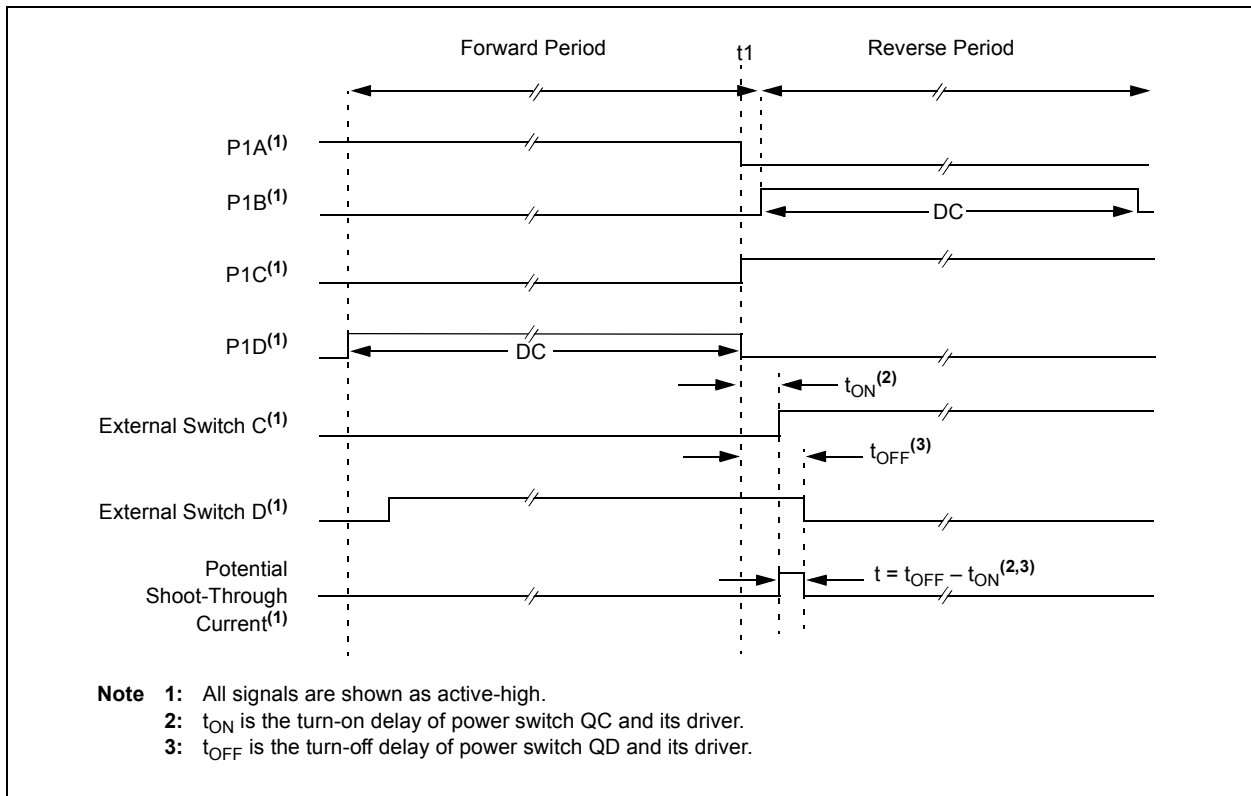 Forward Period
t1
Reverse Period
P1A(1)
P1B(1)
DC
P1C(1)
P1D(1)
DC
tON(2)
External Switch C(1)
tOFF(3)
External Switch D(1)
Potential
Shoot-Through
Current(1)
t = tOFF – tON(2,3)
Note 1: All signals are shown as active-high.
2: tON is the turn-on delay of power switch QC and its driver.
3: tOFF is the turn-off delay of power switch QD and its driver.